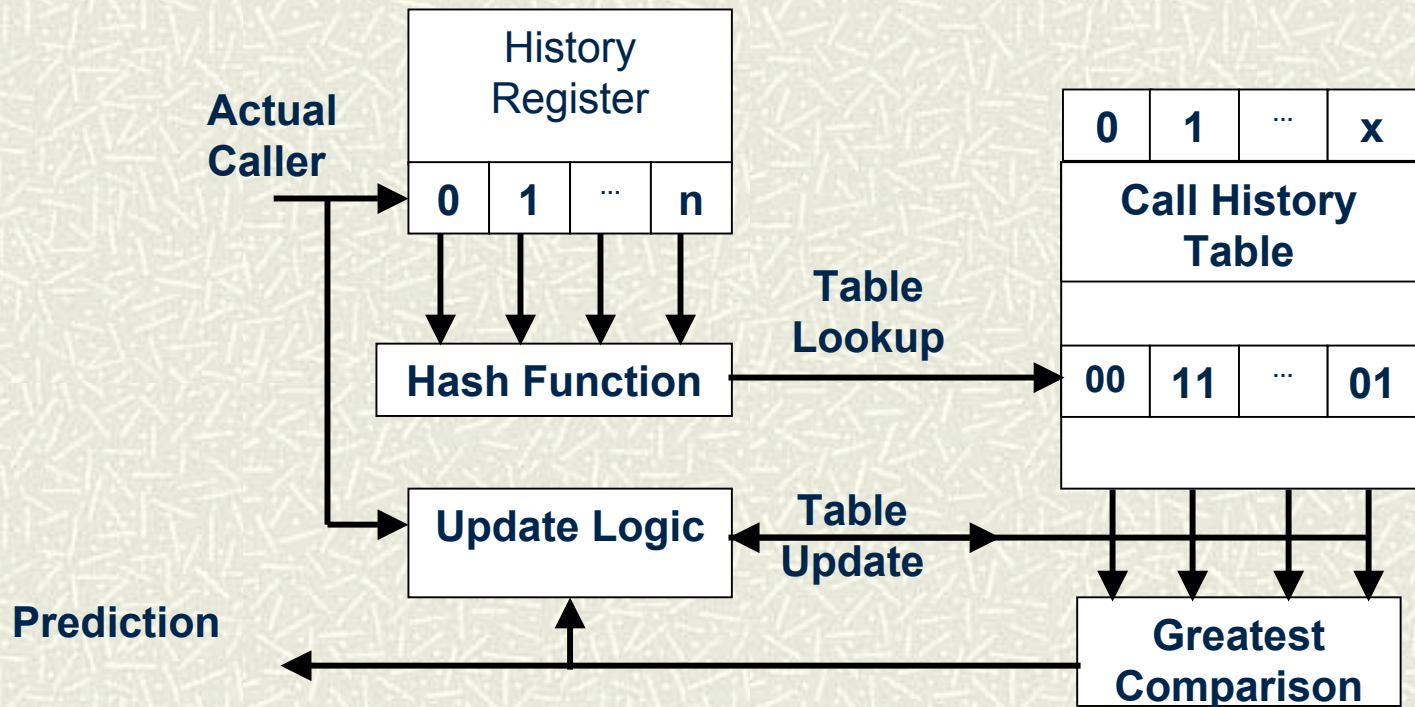 History
Register
Actual
Caller
0 1 ... n
0 1 ... x
Call History
Table
Table
Lookup
Hash Function
00 11 ... 01
Update Logic
Table
Update
Prediction
Greatest
Comparison